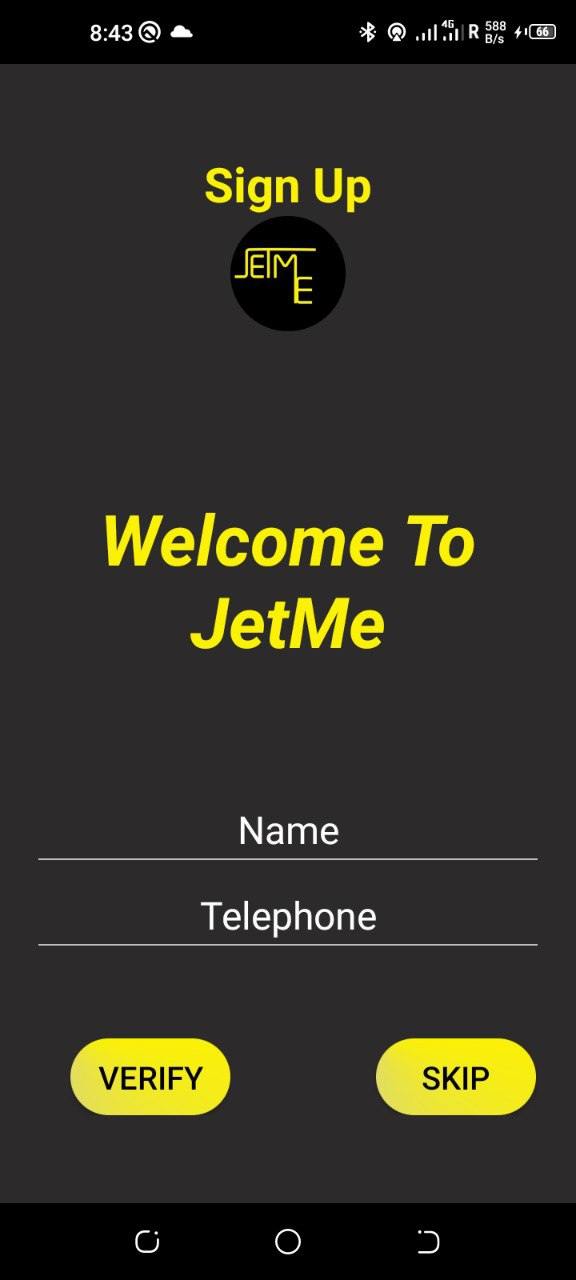 8:43 4G R 588 B/s 66
Sign Up
JETME
Welcome To
JetMe
Name
Telephone
VERIFY SKIP